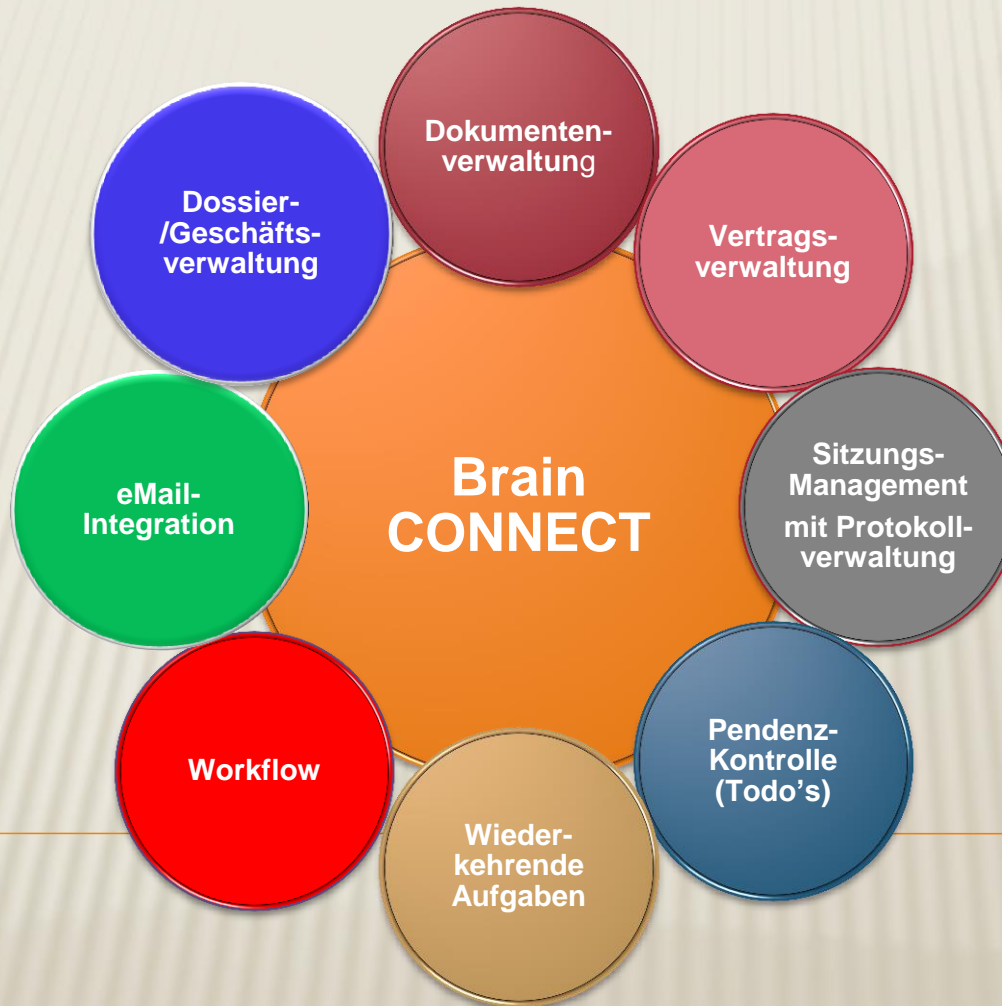 Dokumenten-
verwaltung
Dossier-
/Geschäfts-
verwaltung
Vertrags-
verwaltung
eMail-
Integration
Brain
CONNECT
Sitzungs-
Management
mit Protokoll-
verwaltung
Workflow
Pendenz-
Kontrolle
(Todo’s)
Wieder-
kehrende
Aufgaben